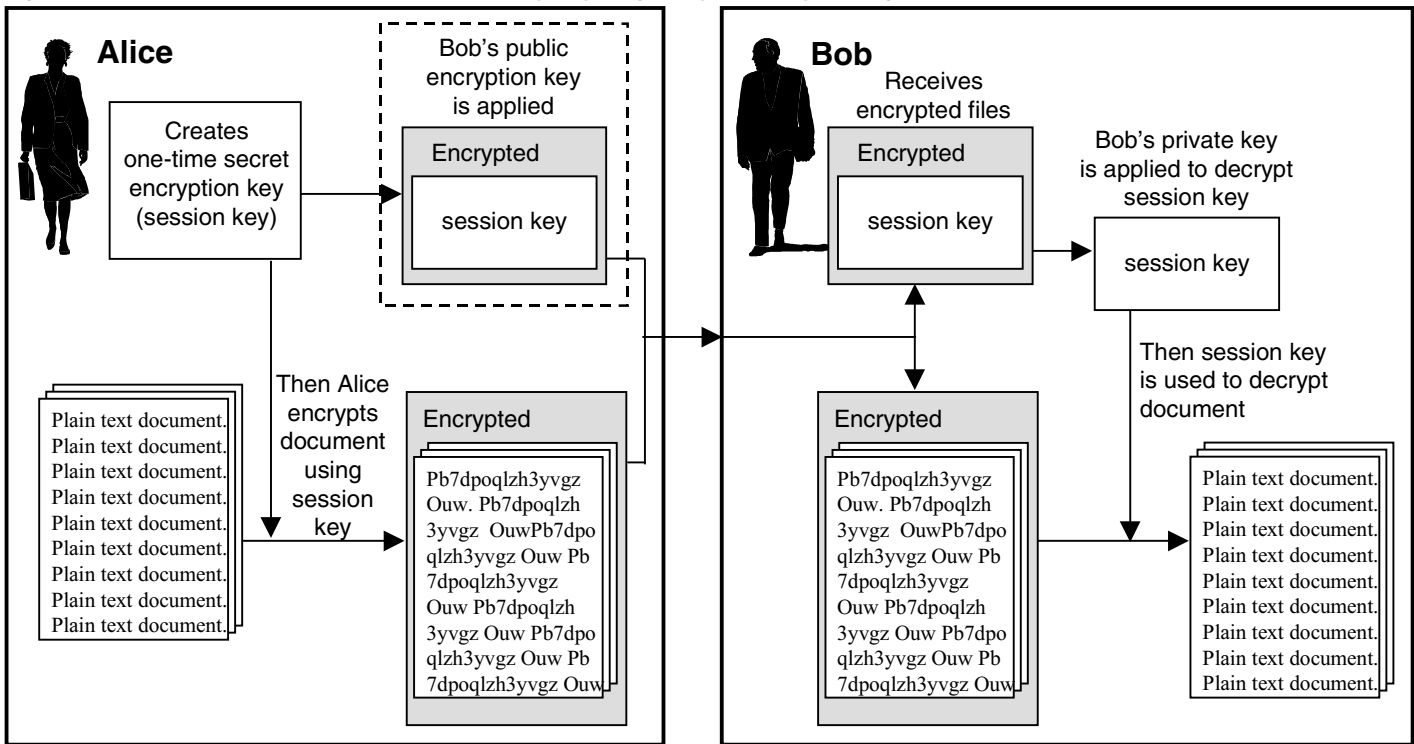 Alice
Creates
one-time secret
encryption key
(session key)
Bob's public
encryption key
is applied
Encrypted
session key
Plain text document.
Plain text document.
Plain text document.
Plain text document.
Plain text document.
Plain text document.
Plain text document.
Plain text document.
Plain text document.
Then Alice
encrypts
document
using
session
key
Encrypted
Pb7dpoqlzh3yvgz
Ouw. Pb7dpoqlzh
3yvgz OuwPb7dpo
qlzh3yvgz Ouw Pb
7dpoqlzh3yvgz
Ouw Pb7dpoqlzh
3yvgz Ouw Pb7dpo
qlzh3yvgz Ouw Pb
7dpoqlzh3yvgz Ouw
Bob
Receives
encrypted files
Encrypted
session key
Bob's private key
is applied to decrypt
session key
session key
Encrypted
Pb7dpoqlzh3yvgz
Ouw. Pb7dpoqlzh
3yvgz OuwPb7dpo
qlzh3yvgz Ouw Pb
7dpoqlzh3yvgz
Ouw Pb7dpoqlzh
3yvgz Ouw Pb7dpo
qlzh3yvgz Ouw Pb
7dpoqlzh3yvgz Ouw
Then session key
is used to decrypt
document
Plain text document.
Plain text document.
Plain text document.
Plain text document.
Plain text document.
Plain text document.
Plain text document.
Plain text document.
Plain text document.